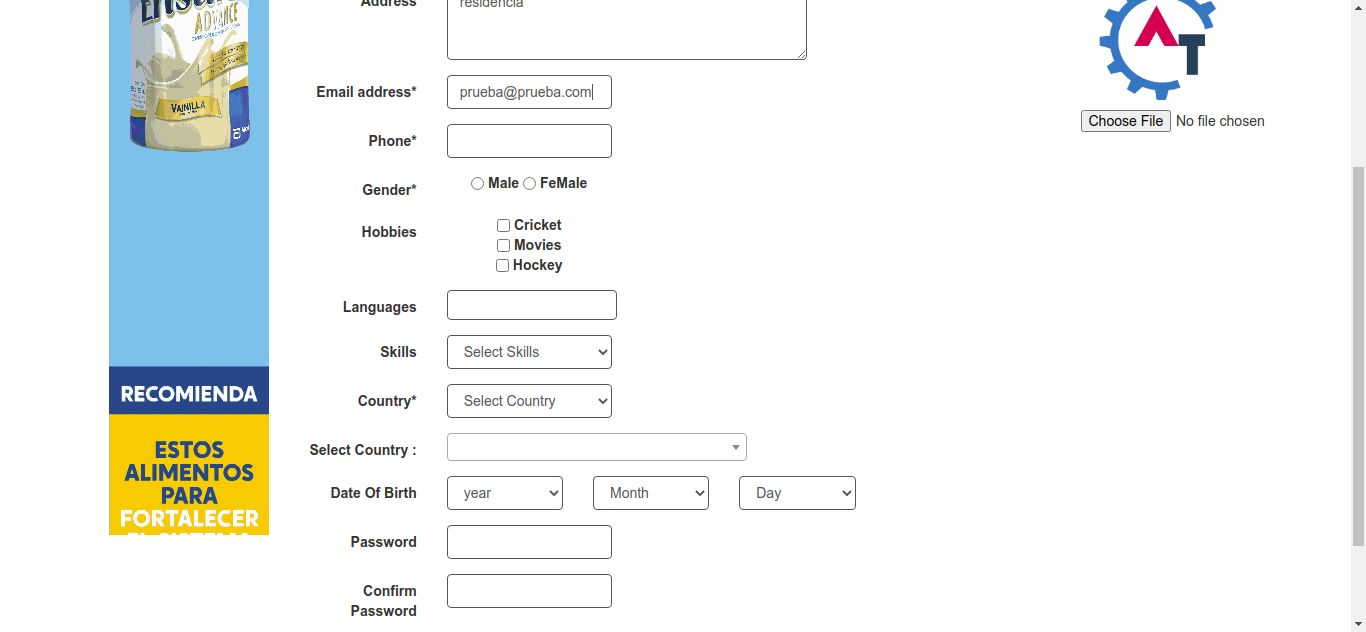 ADVANCE
VAINILLA
RECOMIENDA
ESTOS
ALIMENTOS
PARA
FORTALECER
Address residencia
Email address* prueba@prueba.com
Phone*
Gender* Male FeMale
Hobbies Cricket
Movies
Hockey
Languages
Skills Select Skills
Country* Select Country
Select Country :
Date Of Birth year Month Day
Password
Confirm
Password
AT
Choose File No file chosen